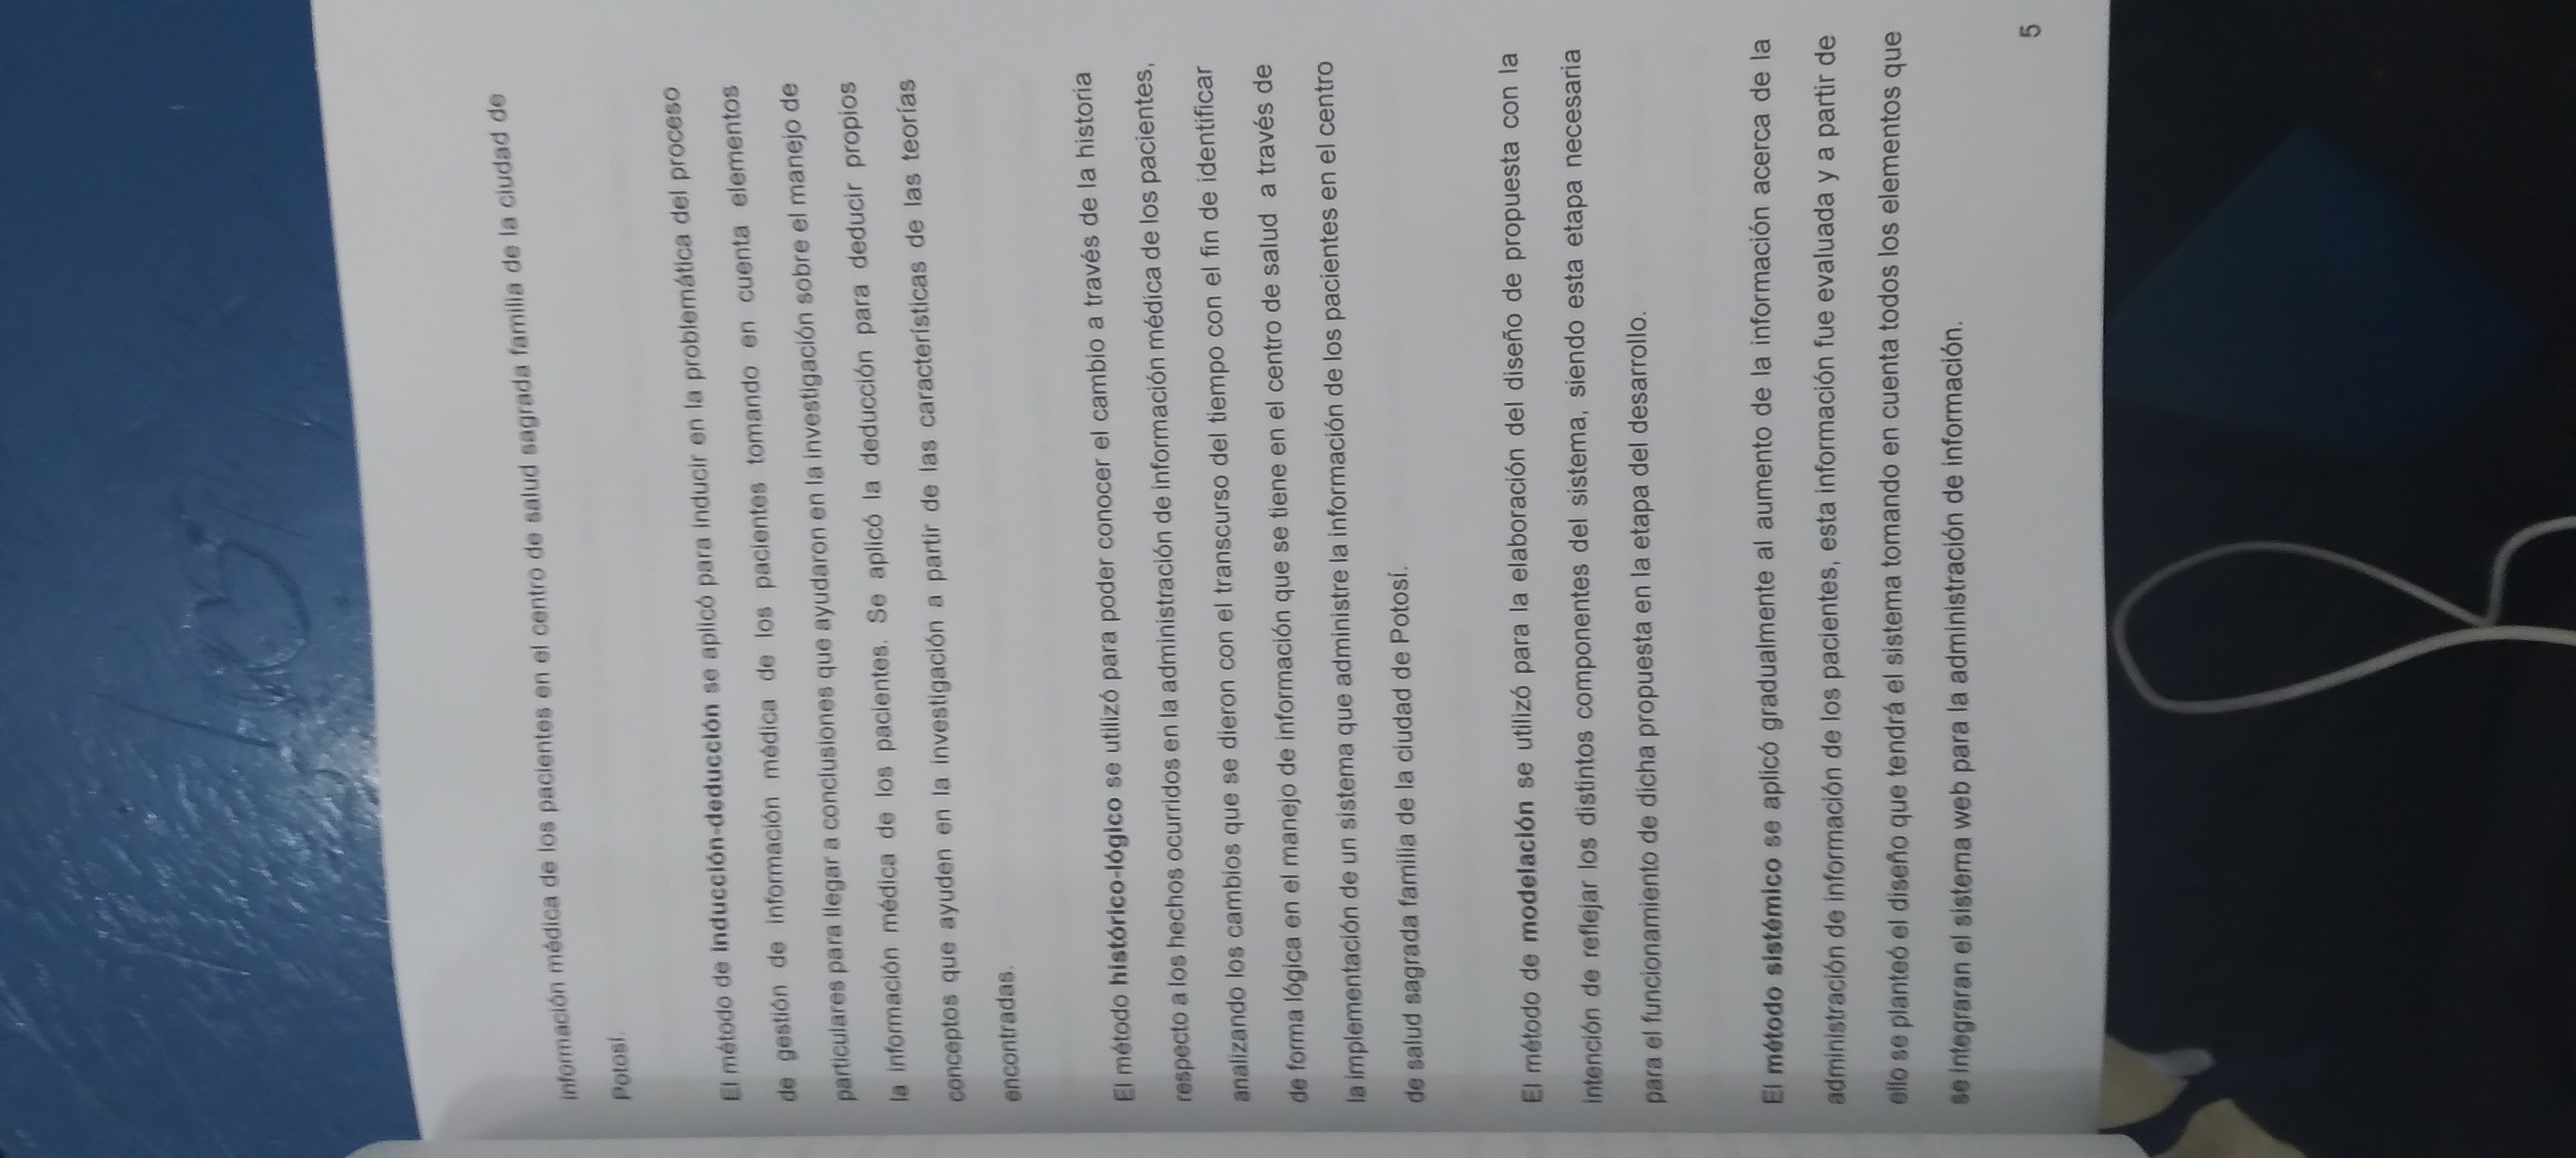 información médica de los pacientes en el centro de salud sagrada familia de la ciudad de
Potosí.
El método de inducción-deducción se aplicó para inducir en la problemática del proceso
de gestión de información médica de los pacientes tomando en cuenta elementos
particulares para llegar a conclusiones que ayudaron en la investigación sobre el manejo de
la información médica de los pacientes. Se aplicó la deducción para deducir propios
conceptos que ayuden en la investigación a partir de las características de las teorías
encontradas.
El método histórico-lógico se utilizó para poder conocer el cambio a través de la historia
respecto a los hechos ocurridos en la administración de información médica de los pacientes,
analizando los cambios que se dieron con el transcurso del tiempo con el fin de identificar
de forma lógica en el manejo de información que se tiene en el centro de salud a través de
la implementación de un sistema que administre la información de los pacientes en el centro
de salud sagrada familia de la ciudad de Potosí.
El método de modelación se utilizó para la elaboración del diseño de propuesta con la
intención de reflejar los distintos componentes del sistema, siendo esta etapa necesaria
para el funcionamiento de dicha propuesta en la etapa del desarrollo.
El método sistémico se aplicó gradualmente al aumento de la información acerca de la
administración de información de los pacientes, esta información fue evaluada y a partir de
ello se planteó el diseño que tendrá el sistema tomando en cuenta todos los elementos que
se integraran el sistema web para la administración de información.
5